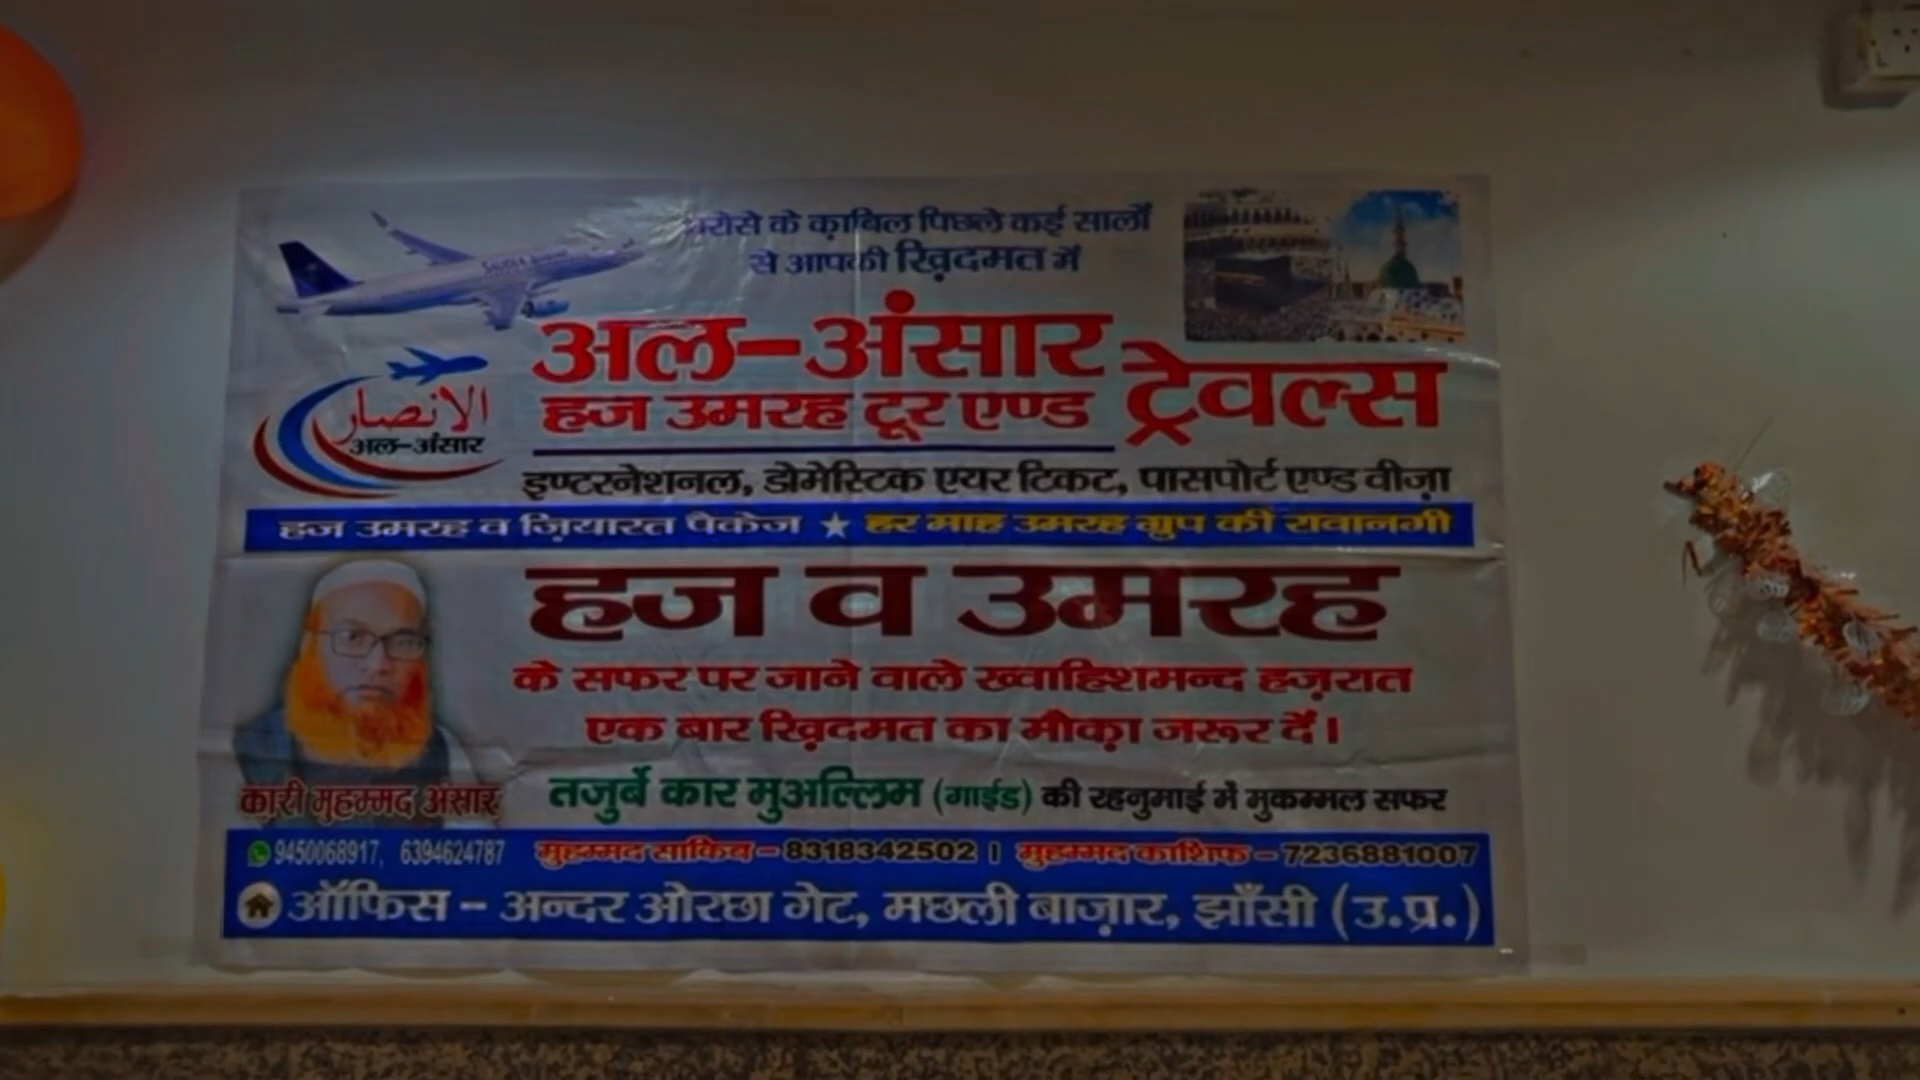 भरोसे के क़ाबिल पिछले कई सालों
से आपकी ख़िदमत में
SAUDIA
अल-अंसार
हज उमरह टूर एण्ड ट्रेवल्स
الانصار
अल-अंसार
इण्टरनेशनल, डोमेस्टिक एयर टिकट, पासपोर्ट एण्ड वीज़ा
हज उमरह व ज़ियारत पैकेज ★ हर माह उमरह ग्रुप की रवानगी
हज व उमरह
के सफर पर जाने वाले ख्वाहिशमन्द हज़रात
एक बार ख़िदमत का मौक़ा जरूर दें।
क़ारी मुहम्मद अंसार
तजुर्बे कार मुअल्लिम (गाईड) की रहनुमाई में मुकम्मल सफर
9450068917, 6394624787 मुहम्मद साकिब - 8318342502 । मुहम्मद काशिफ - 7236881007
ऑफिस - अन्दर ओरछा गेट, मछली बाज़ार, झाँसी (उ.प्र.)